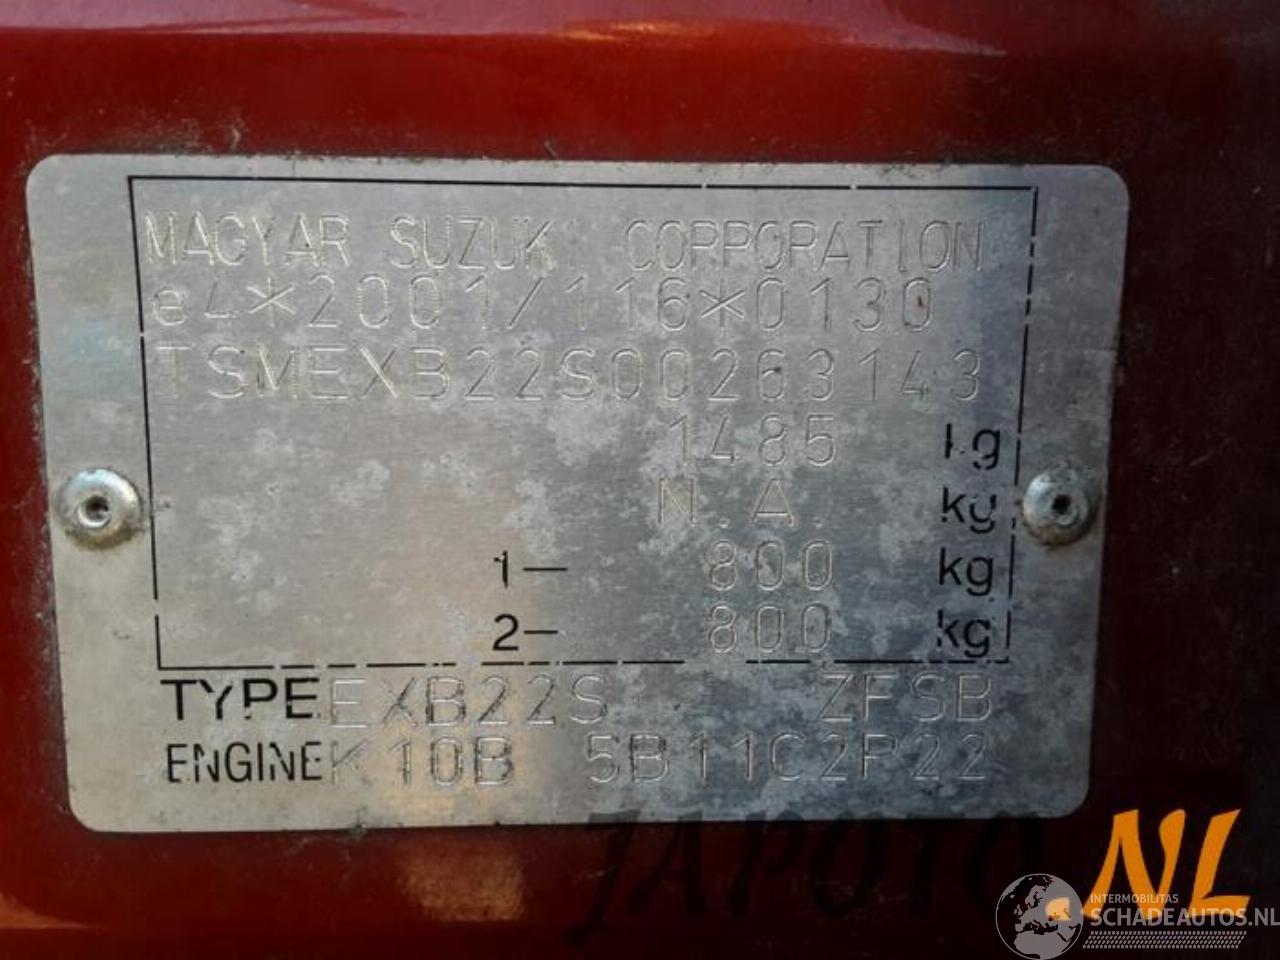 MAGYAR SUZUKI CORPORATION
e4*2001/116*0130
TSMEXB22S00263143
1485 kg
N.A. kg
1– 800 kg
2– 800 kg
TYPE EXB22S ZFSB
ENGINE K10B 5B11C2P22
JAPOTO.NL
INTERMOBILITAS
SCHADEAUTOS.NL